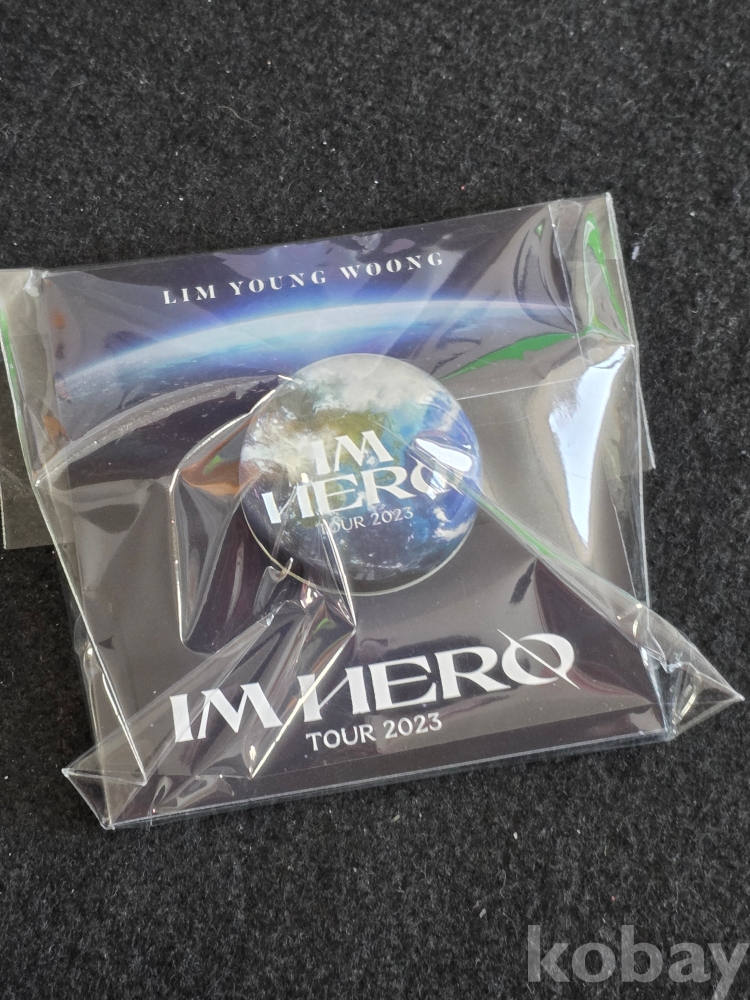 LIM YOUNG WOONG
IM
HERO
TOUR 2023
IM HERO
TOUR 2023
kobay